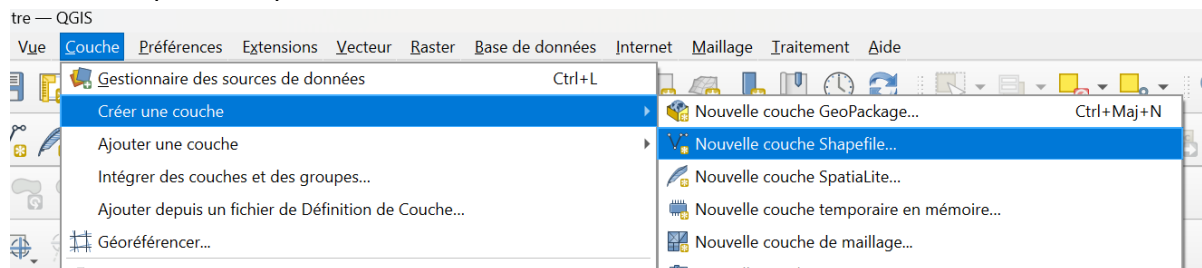 tre — QGIS
Vue Couche Préférences Extensions Vecteur Raster Base de données Internet Maillage Traitement Aide
Gestionnaire des sources de données Ctrl+L
Créer une couche
Ajouter une couche
Intégrer des couches et des groupes...
Ajouter depuis un fichier de Définition de Couche...
Géoréférencer...
Nouvelle couche GeoPackage... Ctrl+Maj+N
Nouvelle couche Shapefile...
Nouvelle couche SpatiaLite...
Nouvelle couche temporaire en mémoire...
Nouvelle couche de maillage...